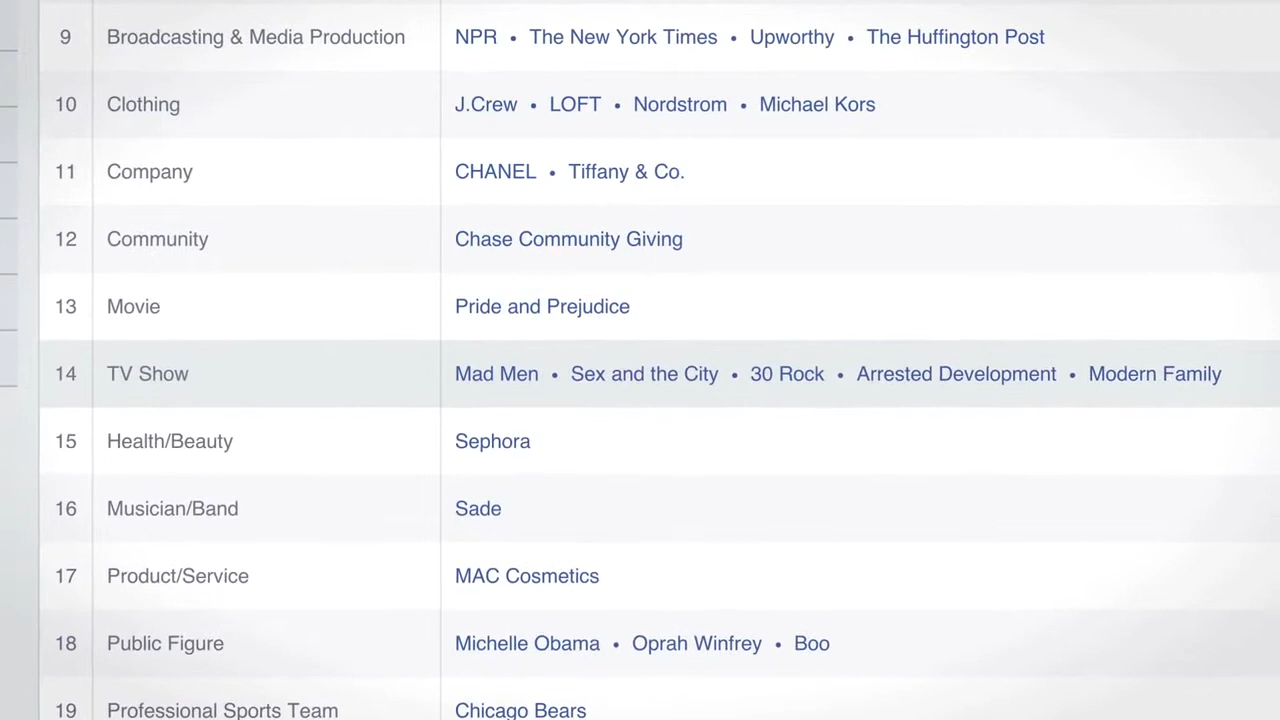 9 Broadcasting & Media Production NPR • The New York Times • Upworthy • The Huffington Post
10 Clothing J.Crew • LOFT • Nordstrom • Michael Kors
11 Company CHANEL • Tiffany & Co.
12 Community Chase Community Giving
13 Movie Pride and Prejudice
14 TV Show Mad Men • Sex and the City • 30 Rock • Arrested Development • Modern Family
15 Health/Beauty Sephora
16 Musician/Band Sade
17 Product/Service MAC Cosmetics
18 Public Figure Michelle Obama • Oprah Winfrey • Boo
19 Professional Sports Team Chicago Bears